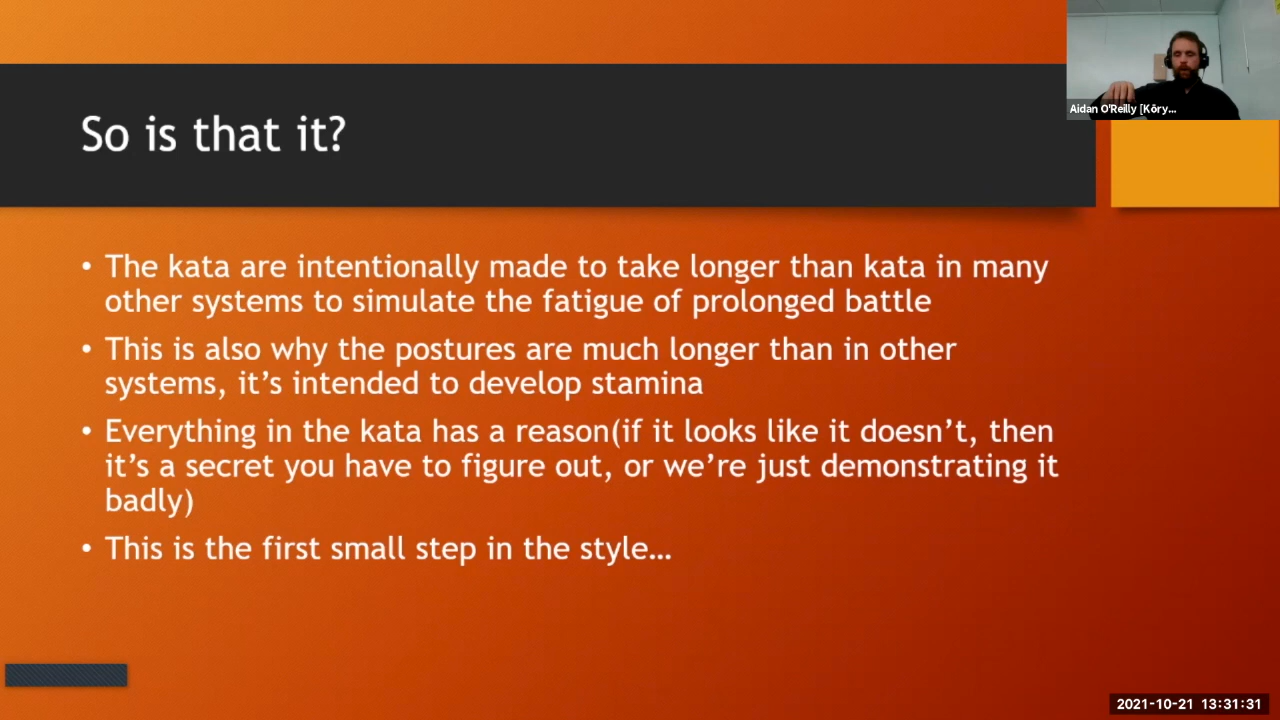 So is that it?
Aidan O'Reilly [Kōry...
• The kata are intentionally made to take longer than kata in many
other systems to simulate the fatigue of prolonged battle
• This is also why the postures are much longer than in other
systems, it’s intended to develop stamina
• Everything in the kata has a reason(if it looks like it doesn’t, then
it’s a secret you have to figure out, or we’re just demonstrating it
badly)
• This is the first small step in the style…
2021-10-21 13:31:31